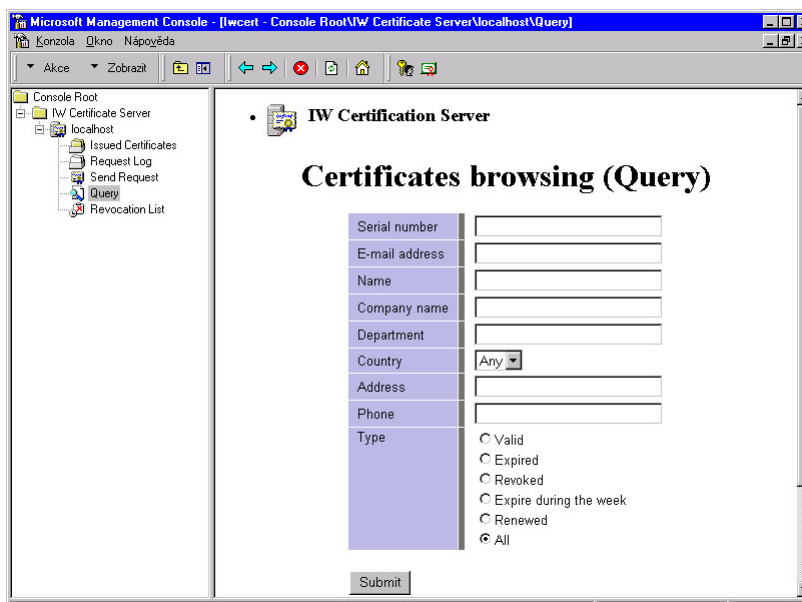 Microsoft Management Console - [Iwcert - Console Root\IW Certificate Server\localhost\Query]
Konzola Okno Nápověda
Akce Zobrazit
Console Root
IW Certificate Server
localhost
Issued Certificates
Request Log
Send Request
Query
Revocation List
IW Certification Server
Certificates browsing (Query)
Serial number
E-mail address
Name
Company name
Department
Country Any
Address
Phone
Type Valid
Expired
Revoked
Expire during the week
Renewed
All
Submit